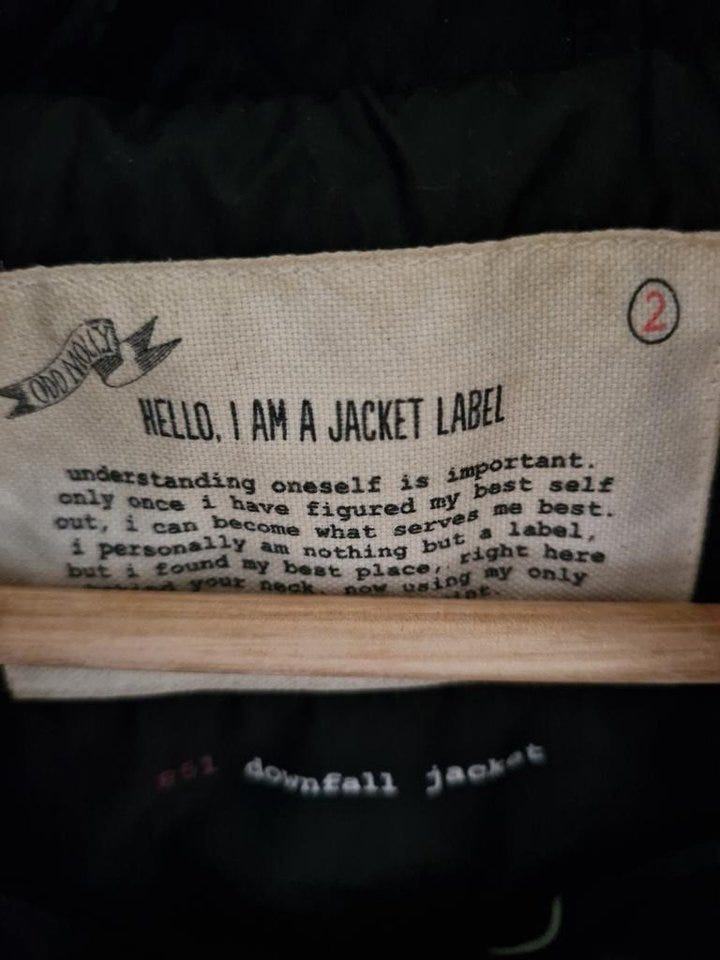 ODD MOLLY
2
HELLO, I AM A JACKET LABEL
understanding oneself is important.
only once i have figured my best self
out, i can become what serves me best.
i personally am nothing but a label,
but i found my best place, right here
behind your neck, now using my only
downfall jacket